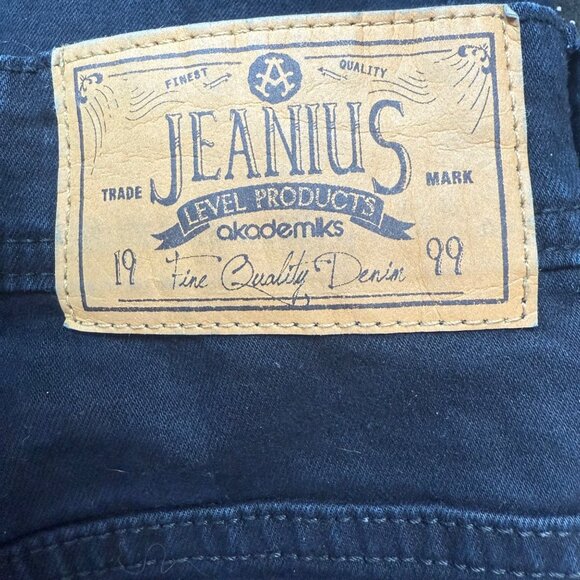 FINEST A QUALITY
JEANIUS
TRADE MARK
LEVEL PRODUCTS
akademiks
19 Fine Quality Denim 99